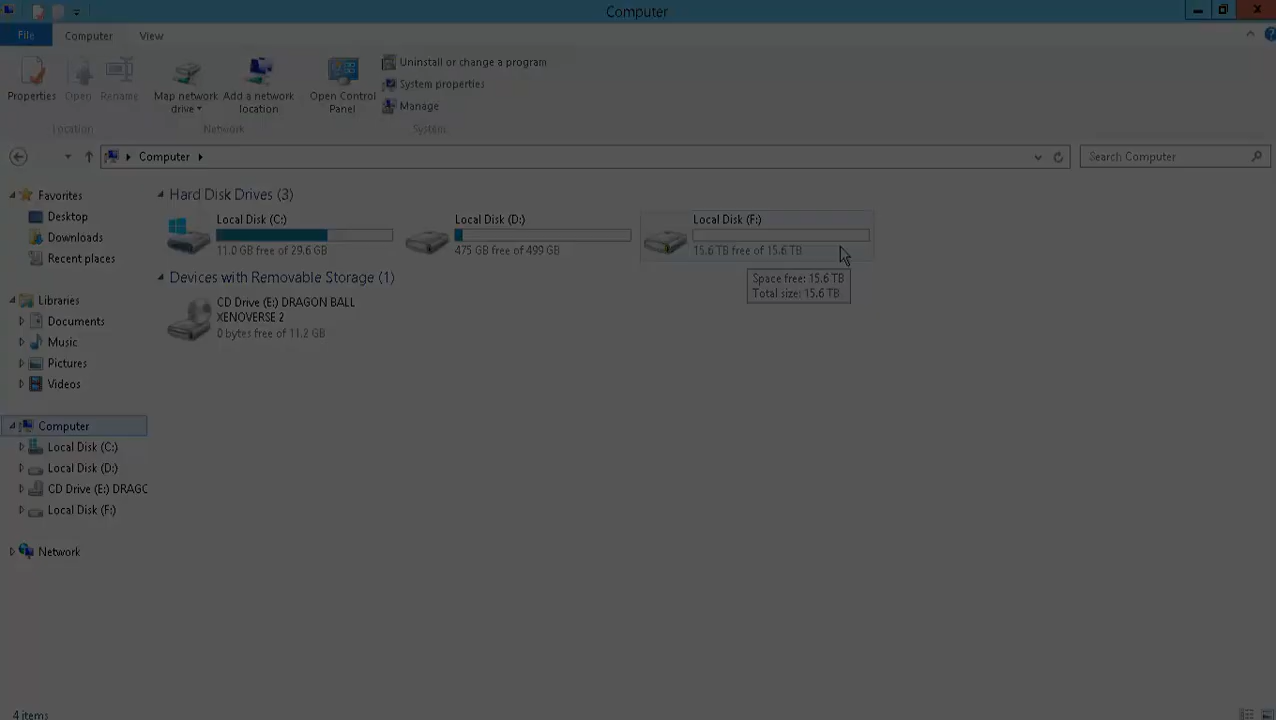 Computer
File
Computer
View
Properties
Open
Rename
Map network drive
Add a network location
Open Control Panel
Uninstall or change a program
System properties
Manage
Location
Network
System
Computer
Search Computer
Favorites
Desktop
Downloads
Recent places
Libraries
Documents
Music
Pictures
Videos
Computer
Local Disk (C:)
Local Disk (D:)
CD Drive (E:) DRAGC
Local Disk (F:)
Network
Hard Disk Drives (3)
Local Disk (C:)
11.0 GB free of 29.6 GB
Local Disk (D:)
475 GB free of 499 GB
Local Disk (F:)
15.6 TB free of 15.6 TB
Space free: 15.6 TB
Total size: 15.6 TB
Devices with Removable Storage (1)
CD Drive (E:) DRAGON BALL
XENOVERSE 2
0 bytes free of 11.2 GB
4 items